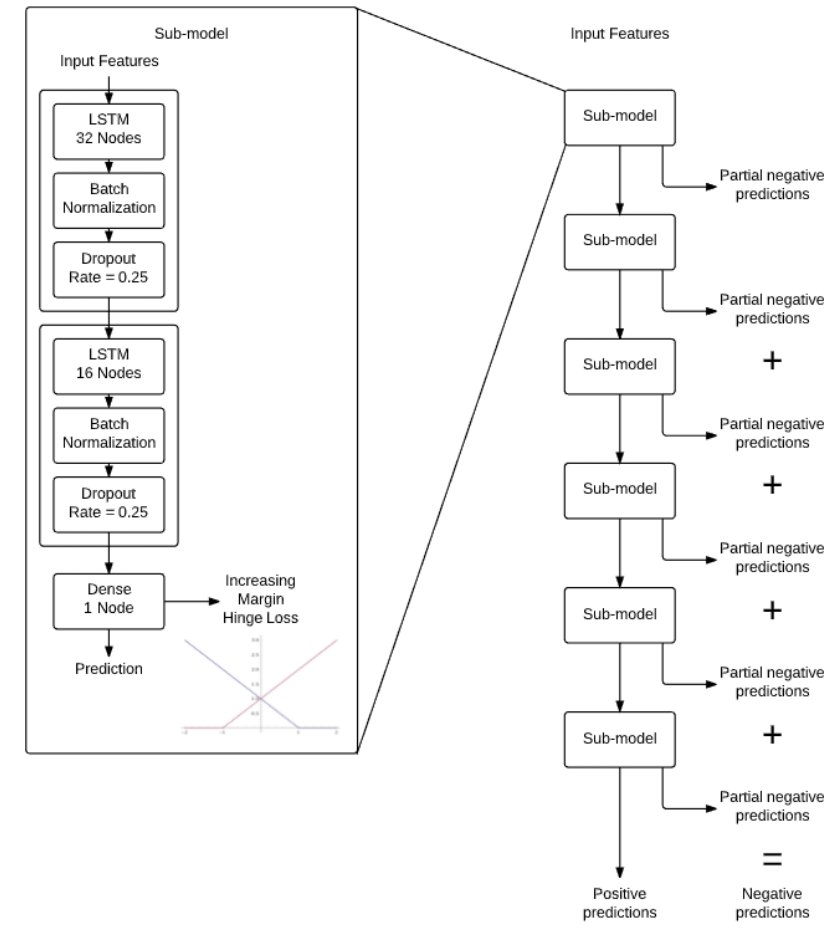 Sub-model
Input Features
LSTM
32 Nodes
Batch
Normalization
Dropout
Rate = 0.25
LSTM
16 Nodes
Batch
Normalization
Dropout
Rate = 0.25
Dense
1 Node
Increasing
Margin
Hinge Loss
Prediction
Input Features
Sub-model
Partial negative
predictions
Sub-model
Partial negative
predictions
+
Sub-model
Partial negative
predictions
+
Sub-model
Partial negative
predictions
+
Sub-model
Partial negative
predictions
+
Sub-model
Partial negative
predictions
=
Positive
predictions
Negative
predictions